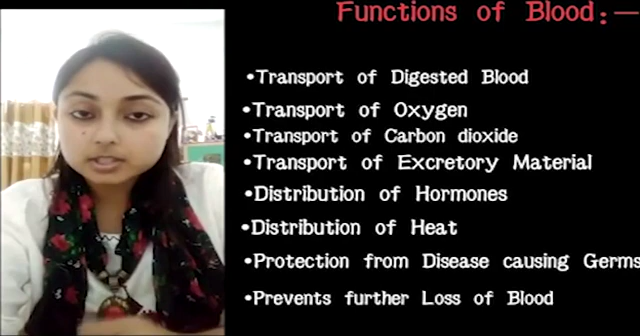 Functions of Blood:—
•Transport of Digested Blood
•Transport of Oxygen
•Transport of Carbon dioxide
•Transport of Excretory Material
•Distribution of Hormones
•Distribution of Heat
•Protection from Disease causing Germs
•Prevents further Loss of Blood